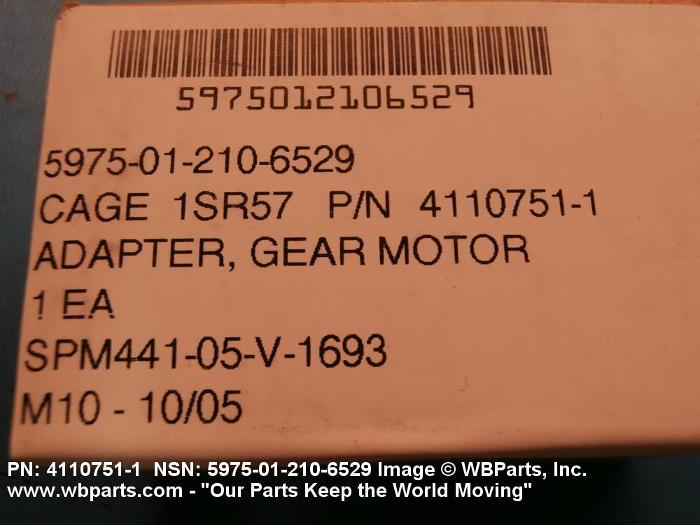 5975012106529
5975-01-210-6529
CAGE 1SR57 P/N 4110751-1
ADAPTER, GEAR MOTOR
1 EA
SPM441-05-V-1693
M10 - 10/05
PN: 4110751-1 NSN: 5975-01-210-6529 Image © WBParts, Inc.
www.wbparts.com - "Our Parts Keep the World Moving"